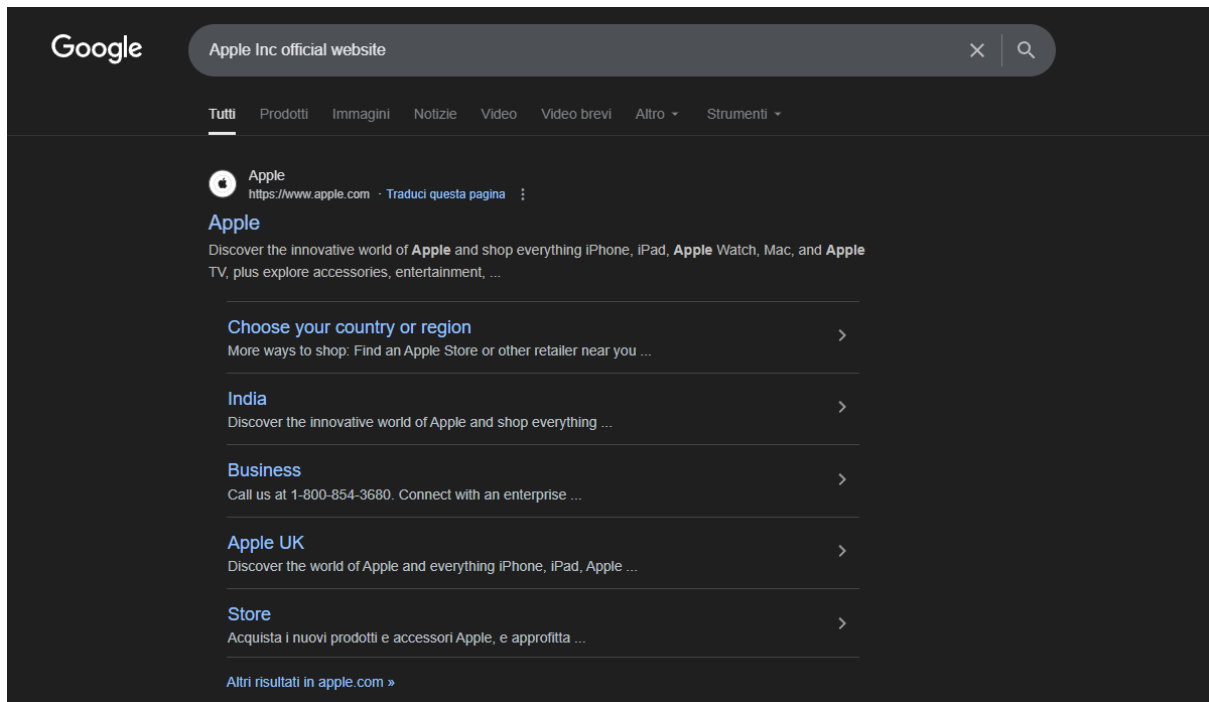 Google
Apple Inc official website
Tutti Prodotti Immagini Notizie Video Video brevi Altro Strumenti
Apple
https://www.apple.com · Traduci questa pagina
Apple
Discover the innovative world of Apple and shop everything iPhone, iPad, Apple Watch, Mac, and Apple
TV, plus explore accessories, entertainment, ...
Choose your country or region
More ways to shop: Find an Apple Store or other retailer near you ...
India
Discover the innovative world of Apple and shop everything ...
Business
Call us at 1-800-854-3680. Connect with an enterprise ...
Apple UK
Discover the world of Apple and everything iPhone, iPad, Apple ...
Store
Acquista i nuovi prodotti e accessori Apple, e approfitta ...
Altri risultati in apple.com »